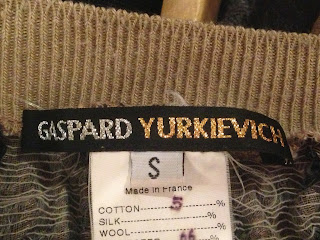 GASPARD YURKIEVICH
S
Made in France
COTTON------5------%
SILK------------%
WOOL------------%